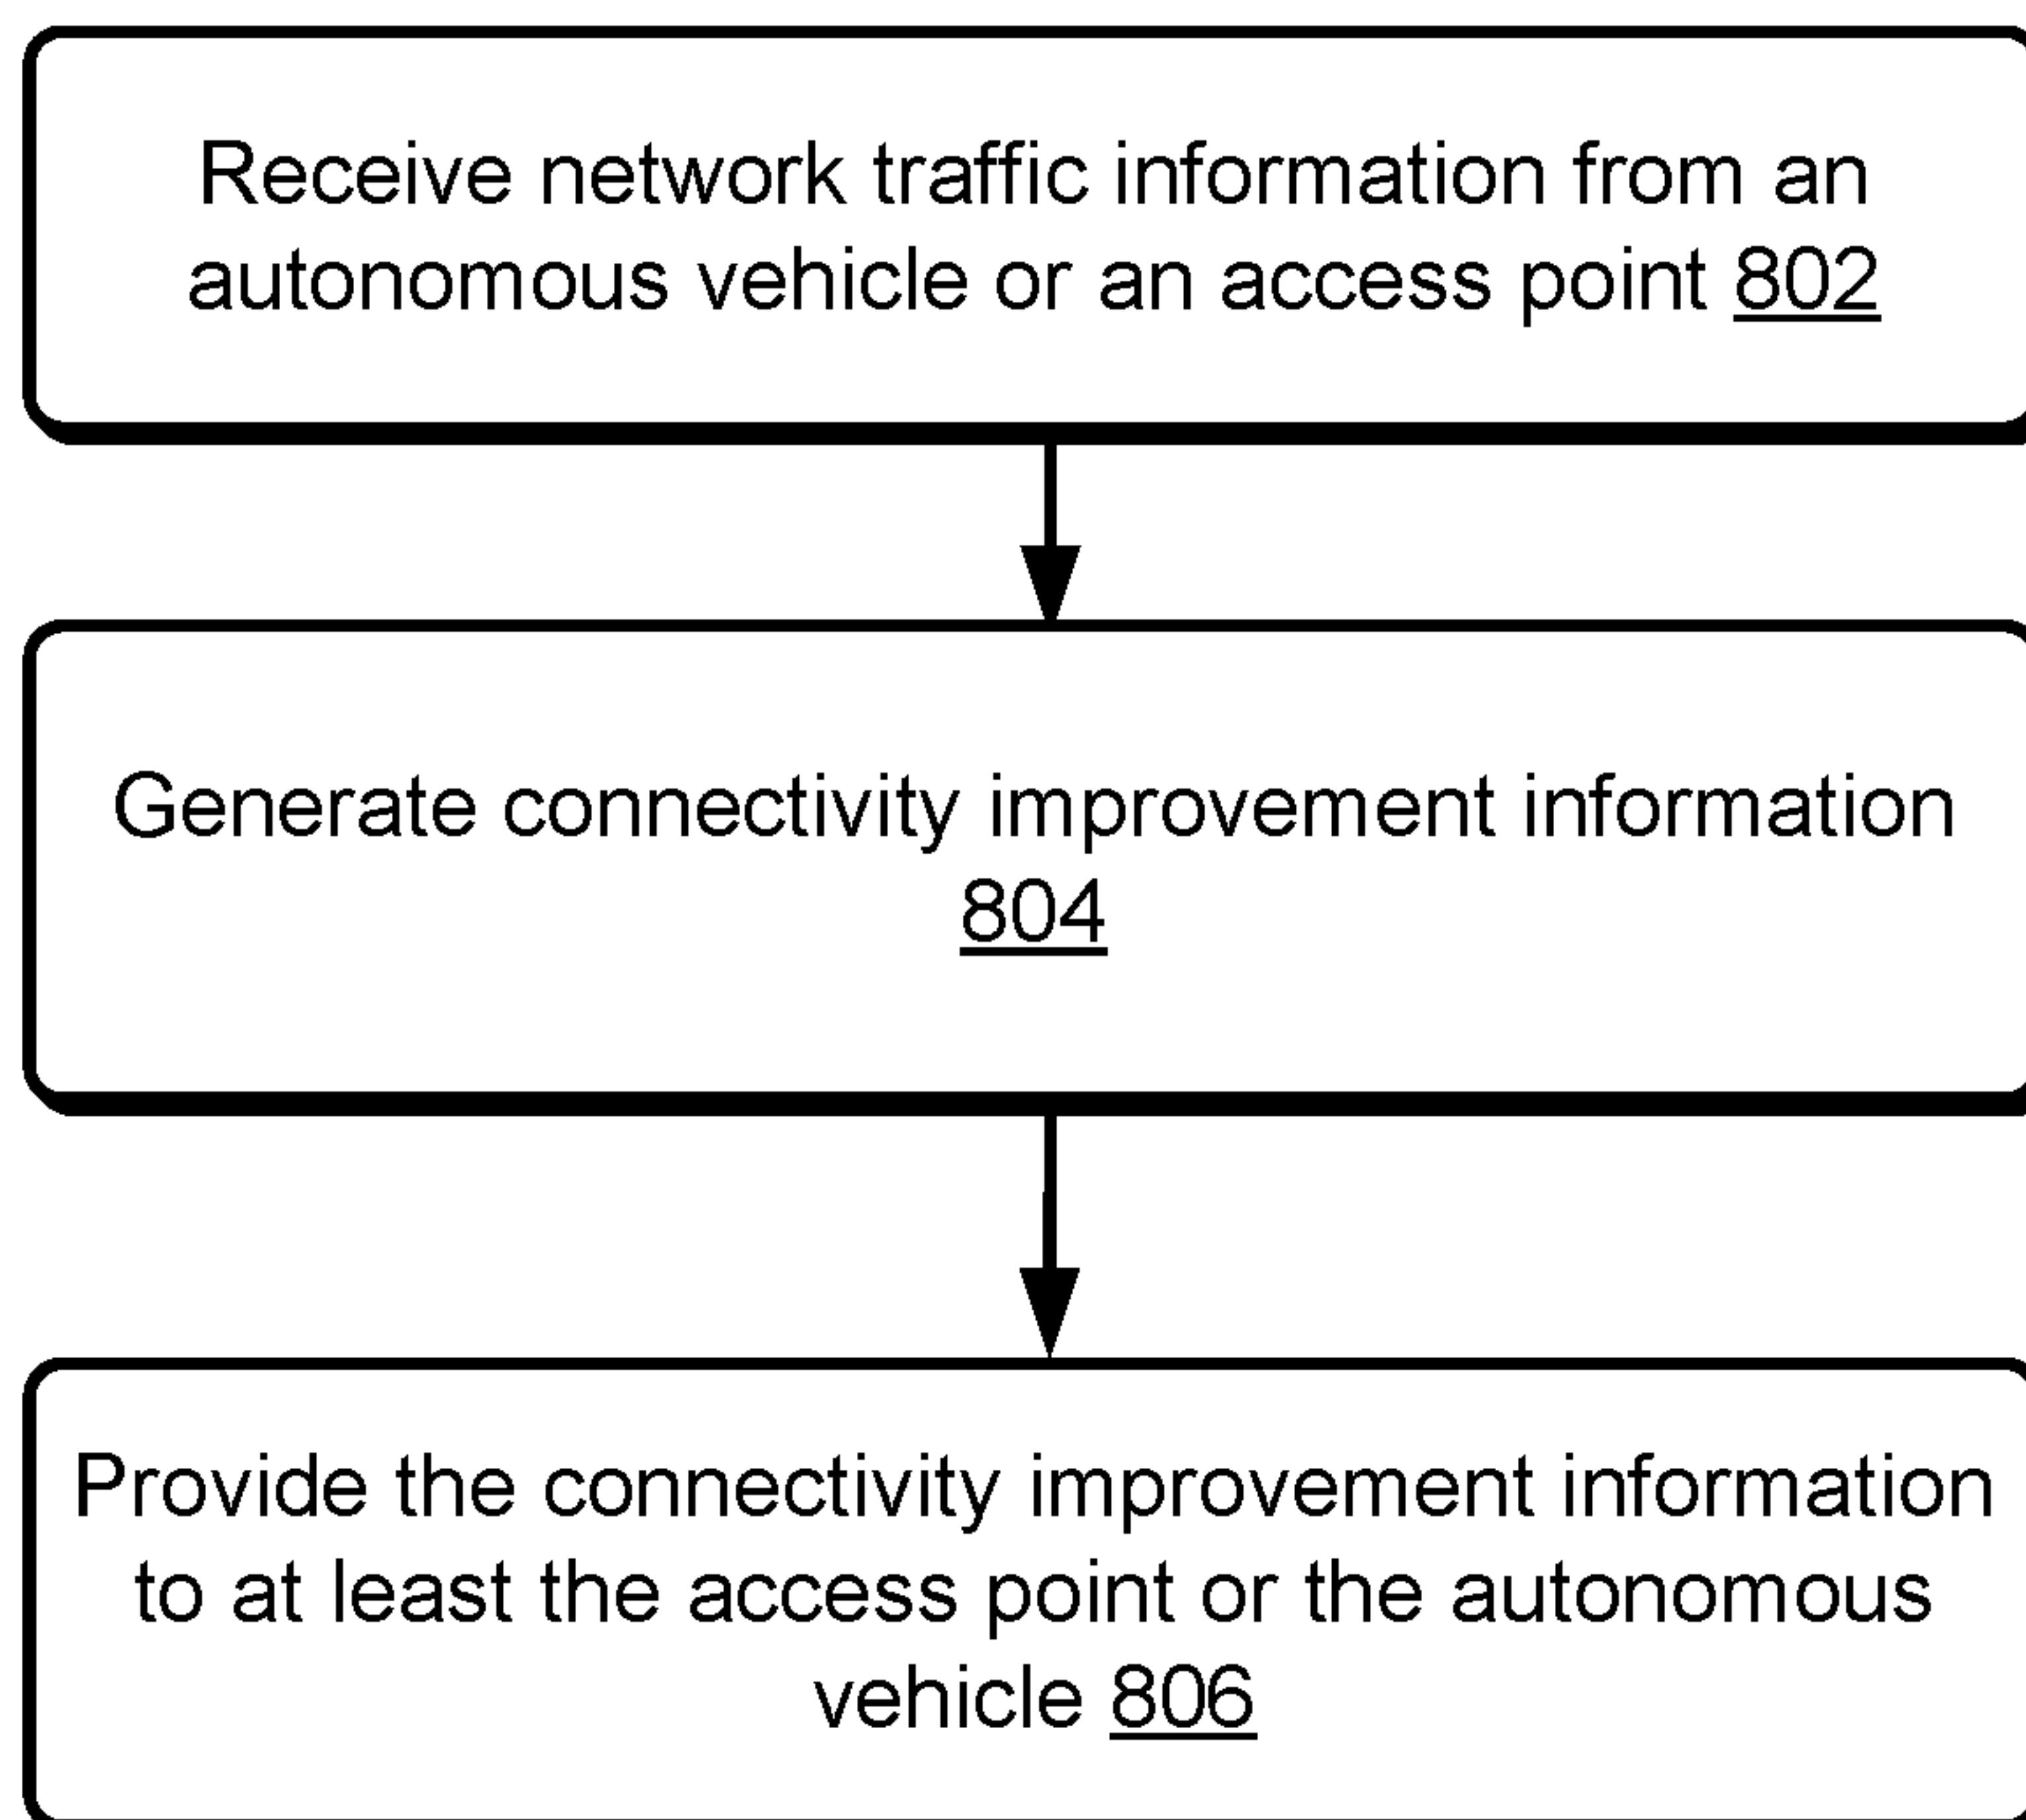 Receive network traffic information from an
autonomous vehicle or an access point 802
Generate connectivity improvement information
804
Provide the connectivity improvement information
to at least the access point or the autonomous
vehicle 806